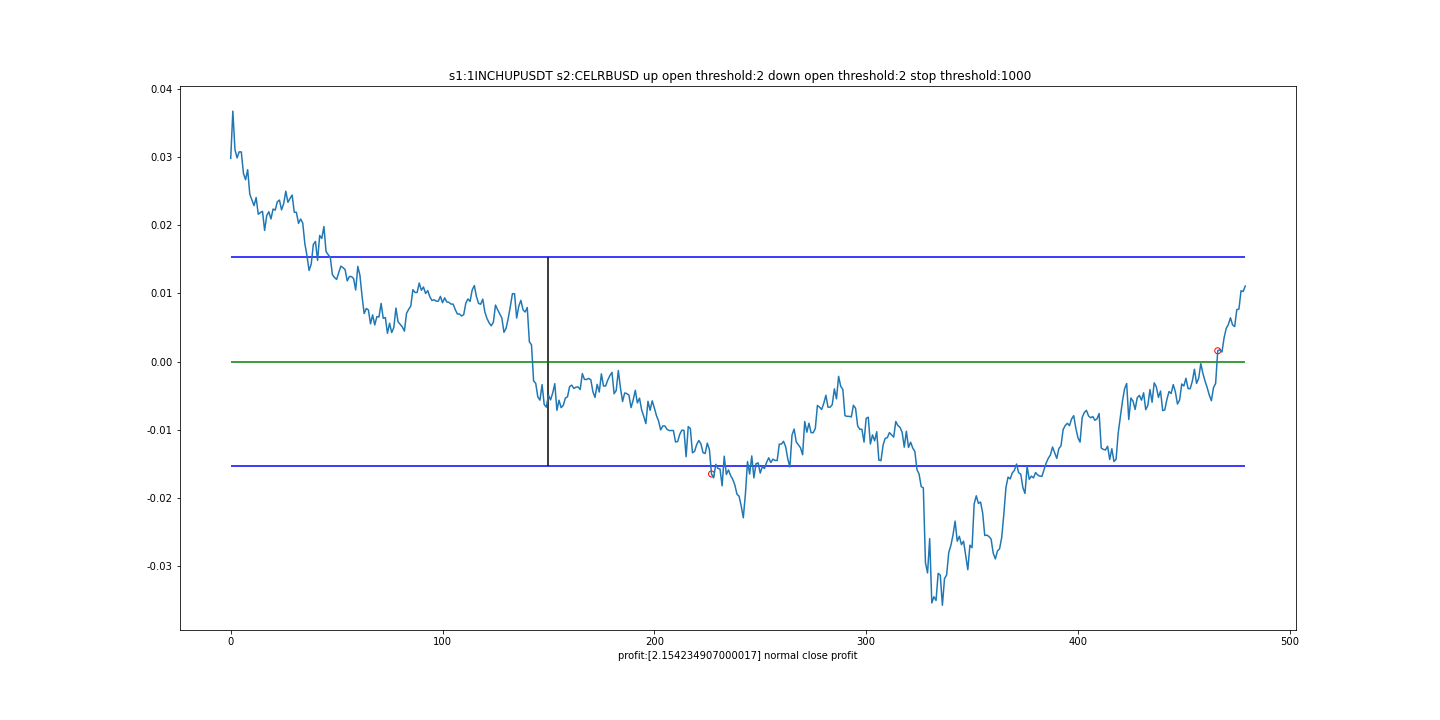 s1:1INCHUPUSDT s2:CELRBUSD up open threshold:2 down open threshold:2 stop threshold:1000
0.04
0.03
0.02
0.01
0.00
-0.01
-0.02
-0.03
0 100 200 300 400 500
profit:[2.154234907000017] normal close profit